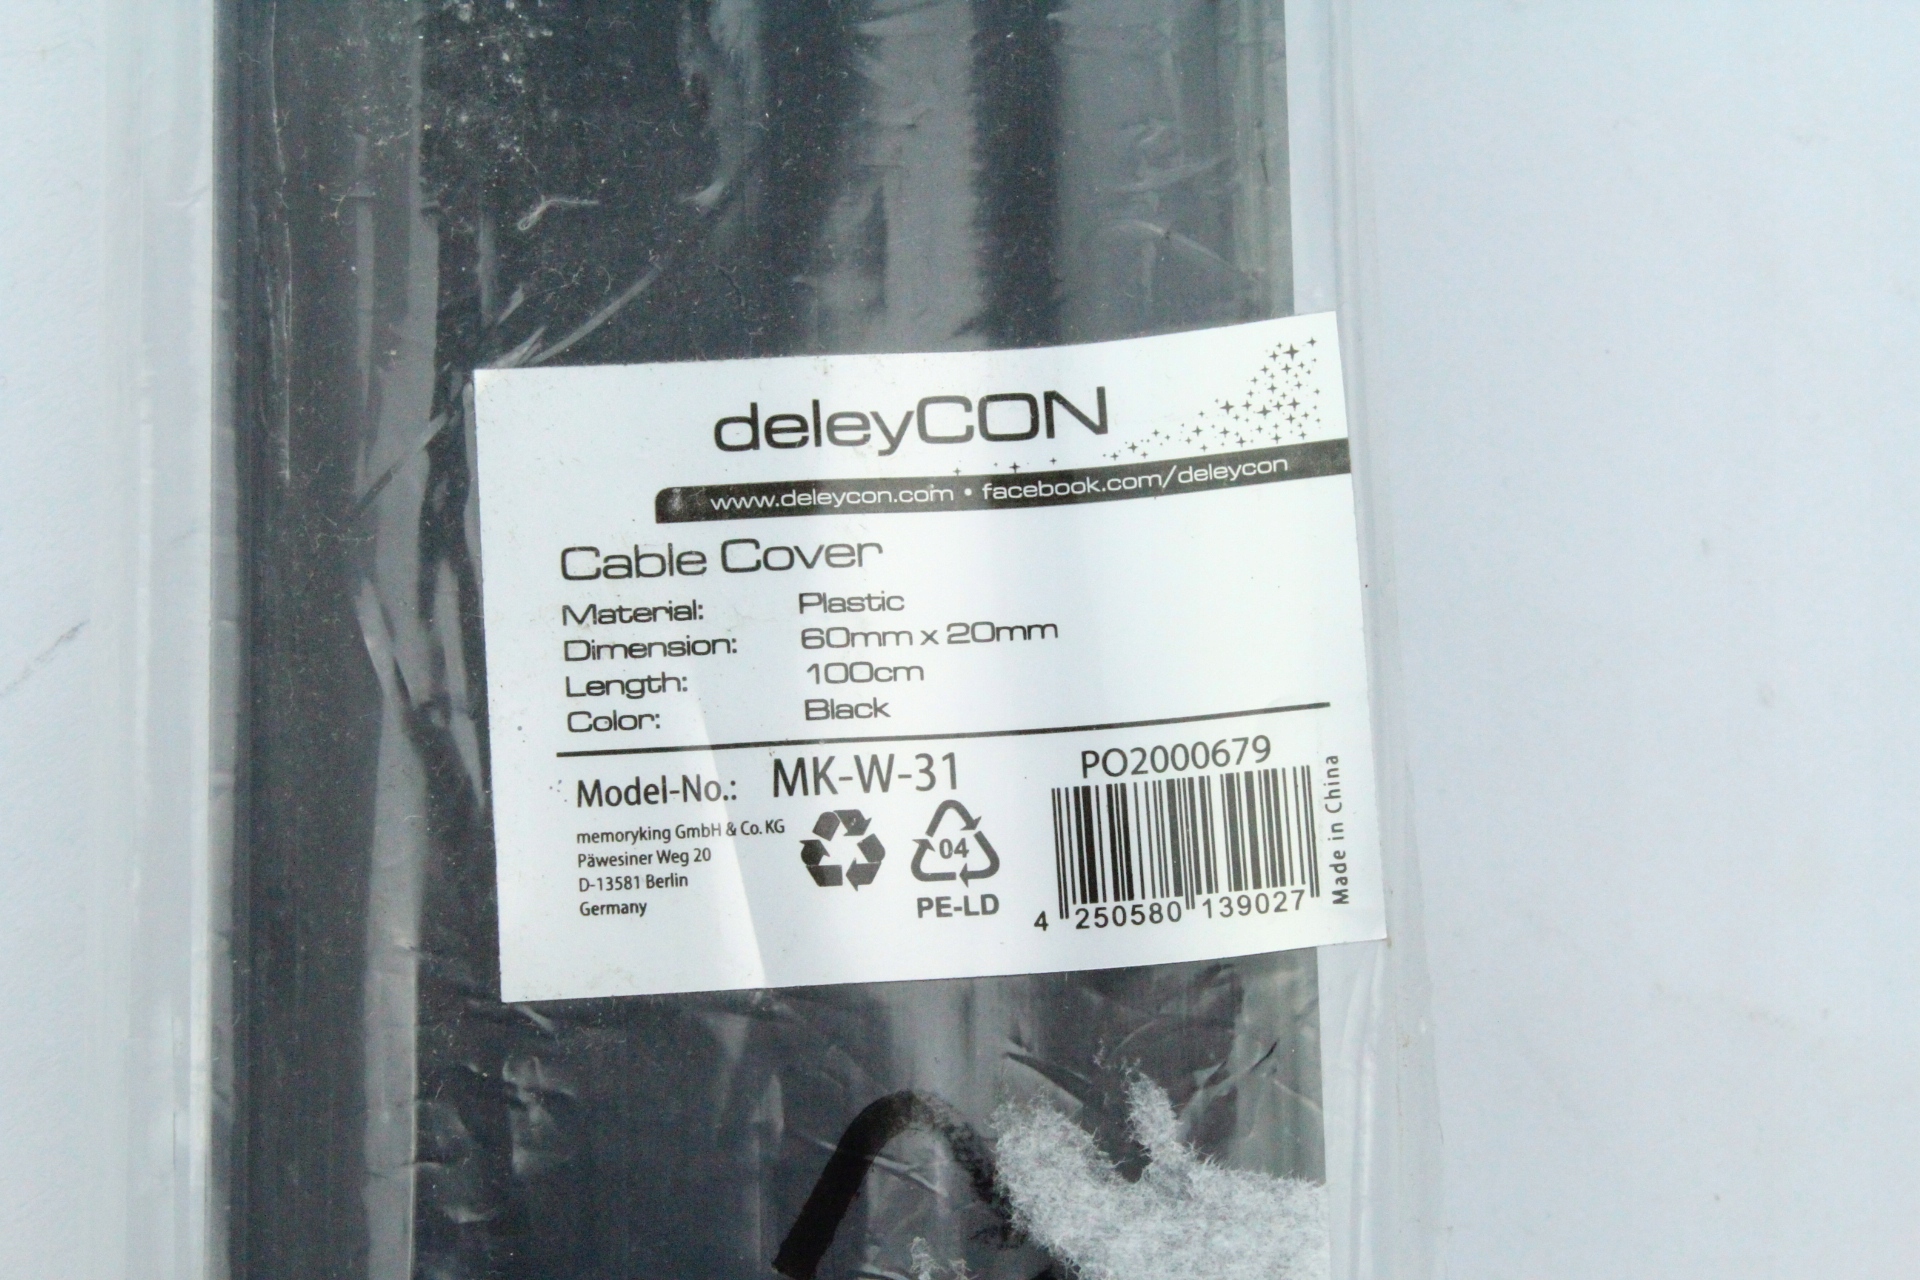 deleyCON
www.deleycon.com • facebook.com/deleycon
Cable Cover
Material: Plastic
Dimension: 60mm x 20mm
Length: 100cm
Color: Black
Model-No.: MK-W-31
memoryking GmbH & Co. KG
Päwesiner Weg 20
D-13581 Berlin
Germany
04
PE-LD
PO2000679
4 250580 139027
Made in China